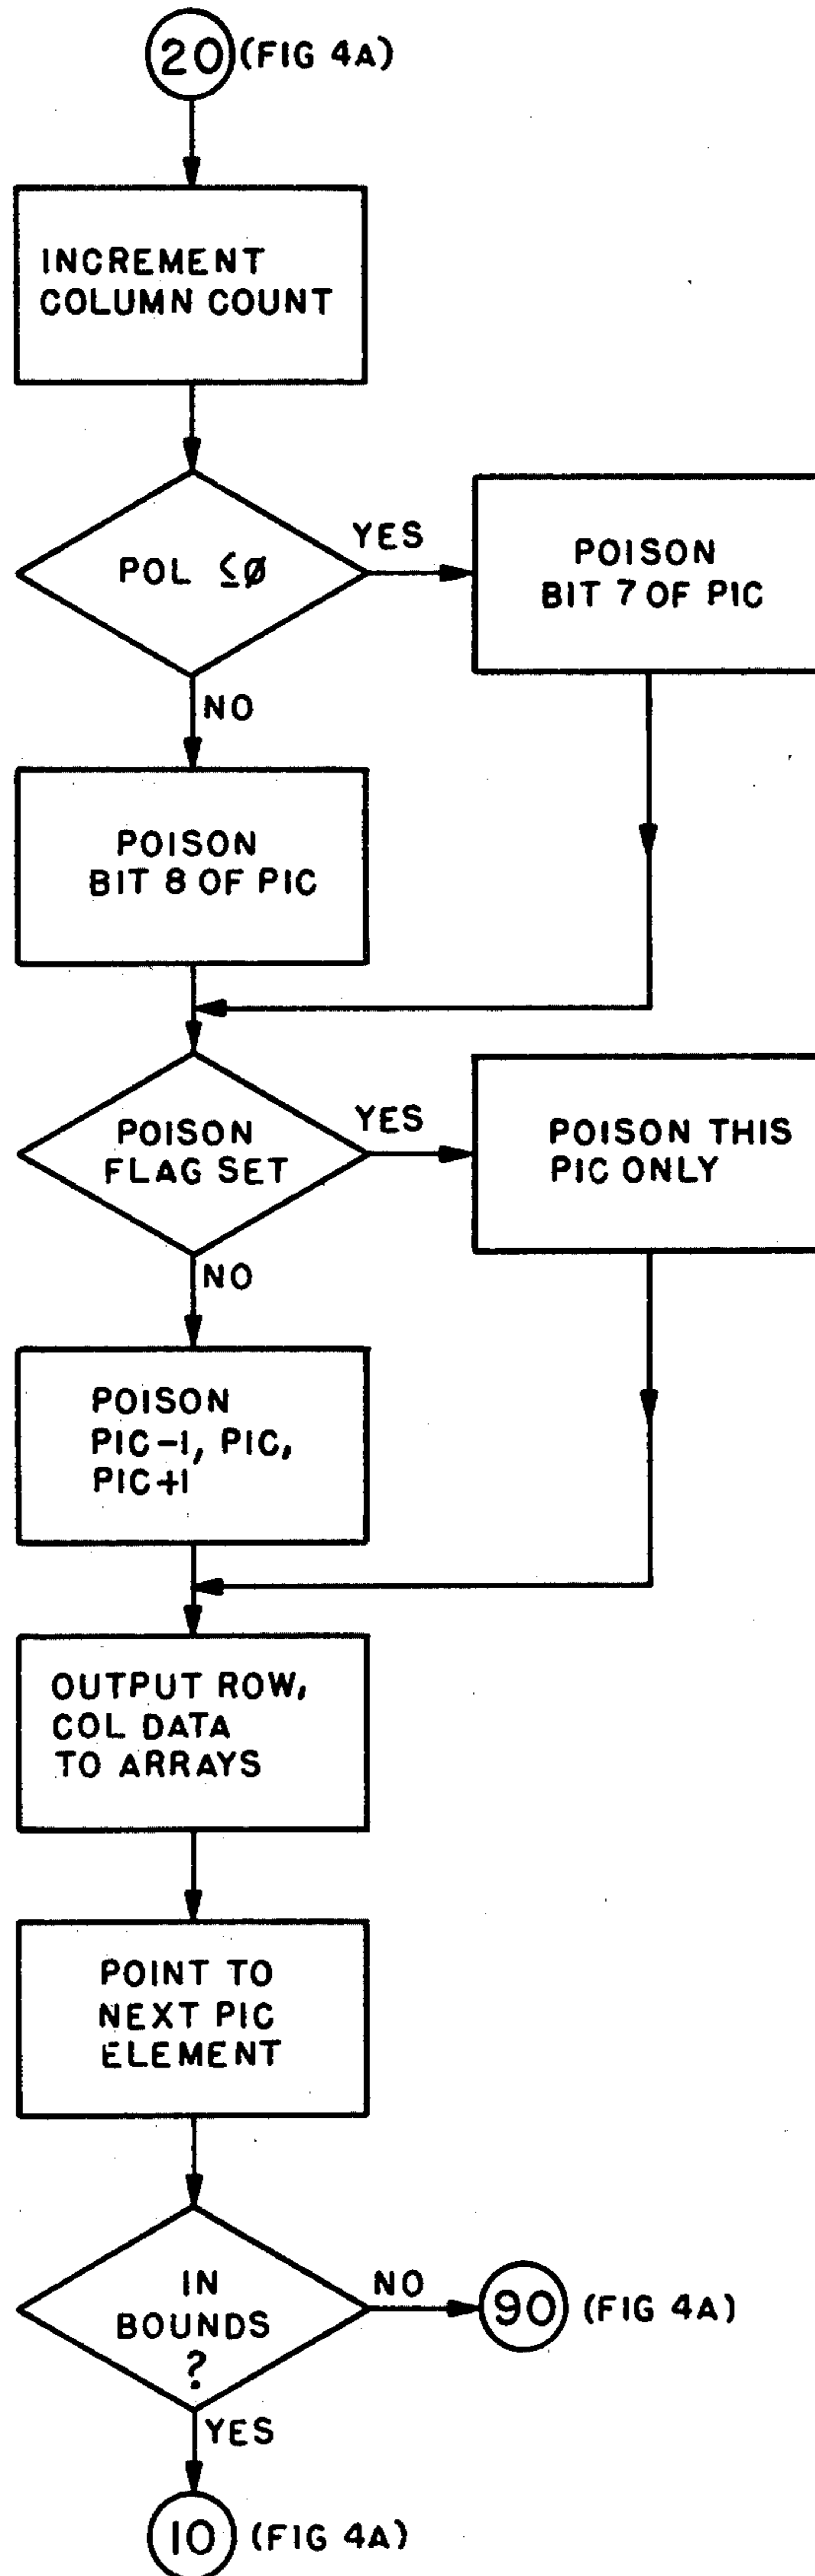 20 (FIG 4A)
INCREMENT
COLUMN COUNT
POL ≤Ø
YES
POISON
BIT 7 OF PIC
NO
POISON
BIT 8 OF PIC
POISON
FLAG SET
YES
POISON THIS
PIC ONLY
NO
POISON
PIC-1, PIC,
PIC+1
OUTPUT ROW,
COL DATA
TO ARRAYS
POINT TO
NEXT PIC
ELEMENT
IN
BOUNDS
?
NO
90 (FIG 4A)
YES
10 (FIG 4A)